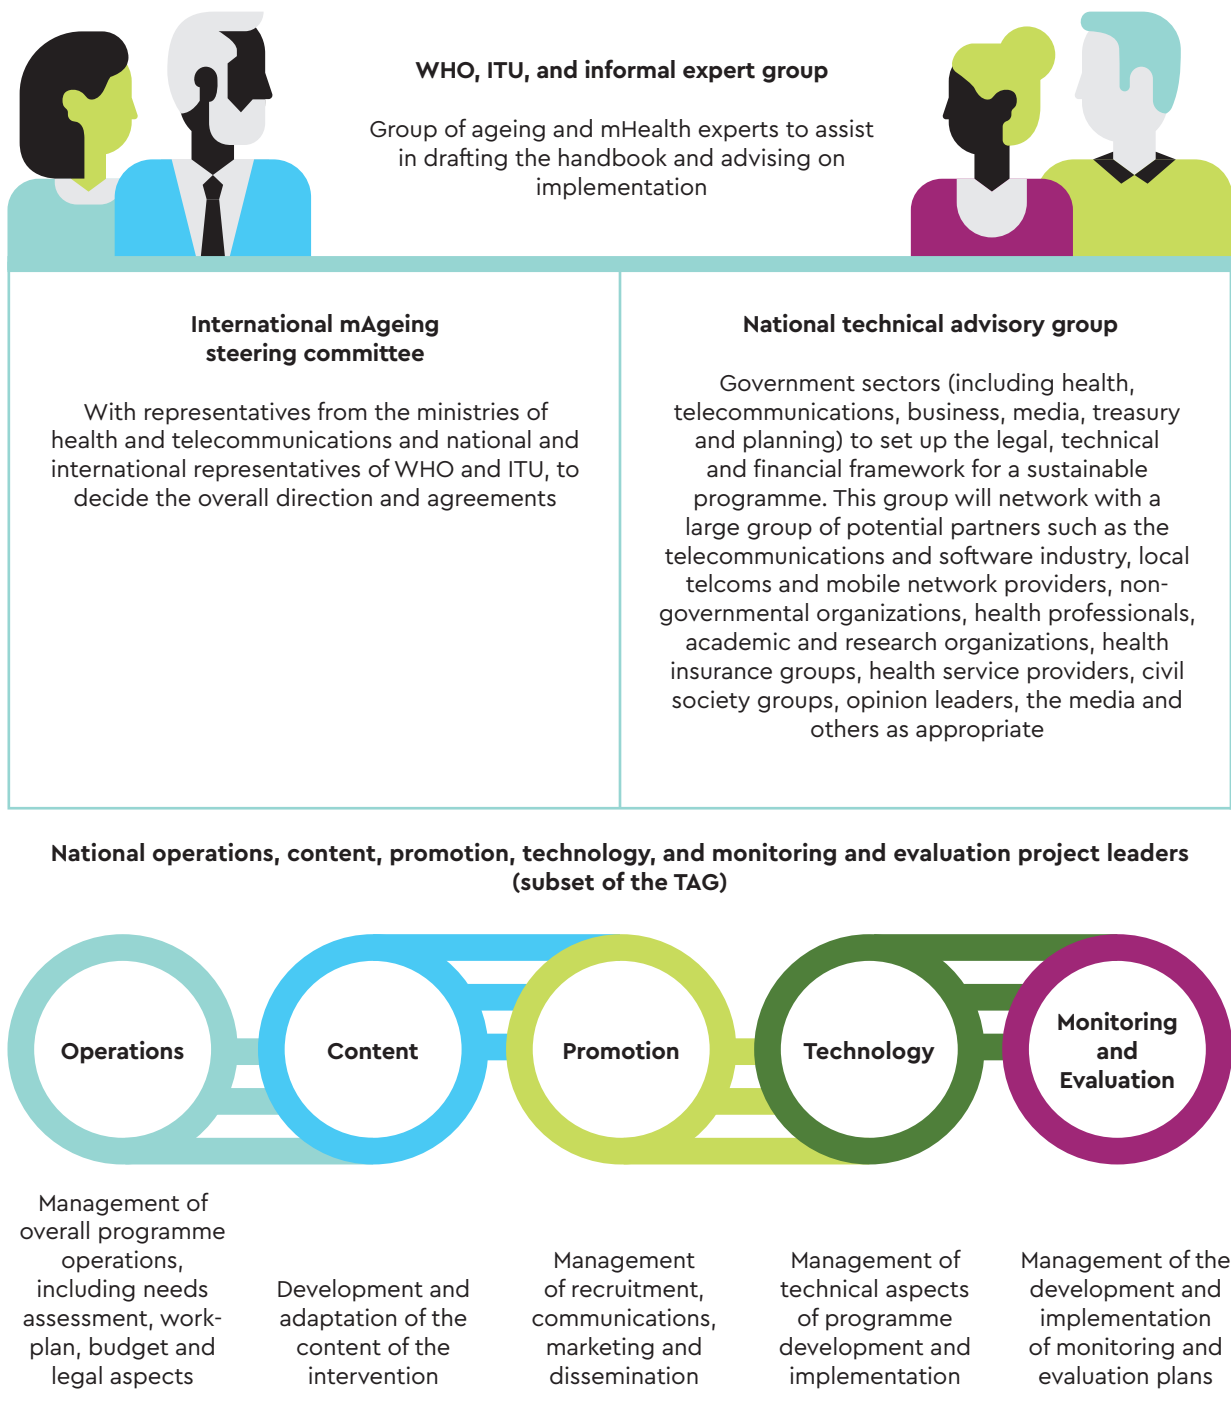 WHO, ITU, and informal expert group
Group of ageing and mHealth experts to assist
in drafting the handbook and advising on
implementation
International mAgeing
steering committee
With representatives from the ministries of
health and telecommunications and national and
international representatives of WHO and ITU, to
decide the overall direction and agreements
National technical advisory group
Government sectors (including health,
telecommunications, business, media, treasury
and planning) to set up the legal, technical
and financial framework for a sustainable
programme. This group will network with a
large group of potential partners such as the
telecommunications and software industry, local
telcoms and mobile network providers, non-
governmental organizations, health professionals,
academic and research organizations, health
insurance groups, health service providers, civil
society groups, opinion leaders, the media and
others as appropriate
National operations, content, promotion, technology, and monitoring and evaluation project leaders
(subset of the TAG)
Operations
Content
Promotion
Technology
Monitoring
and
Evaluation
Management of
overall programme
operations,
including needs
assessment, work-
plan, budget and
legal aspects
Development and
adaptation of the
content of the
intervention
Management
of recruitment,
communications,
marketing and
dissemination
Management of
technical aspects
of programme
development and
implementation
Management of the
development and
implementation
of monitoring and
evaluation plans